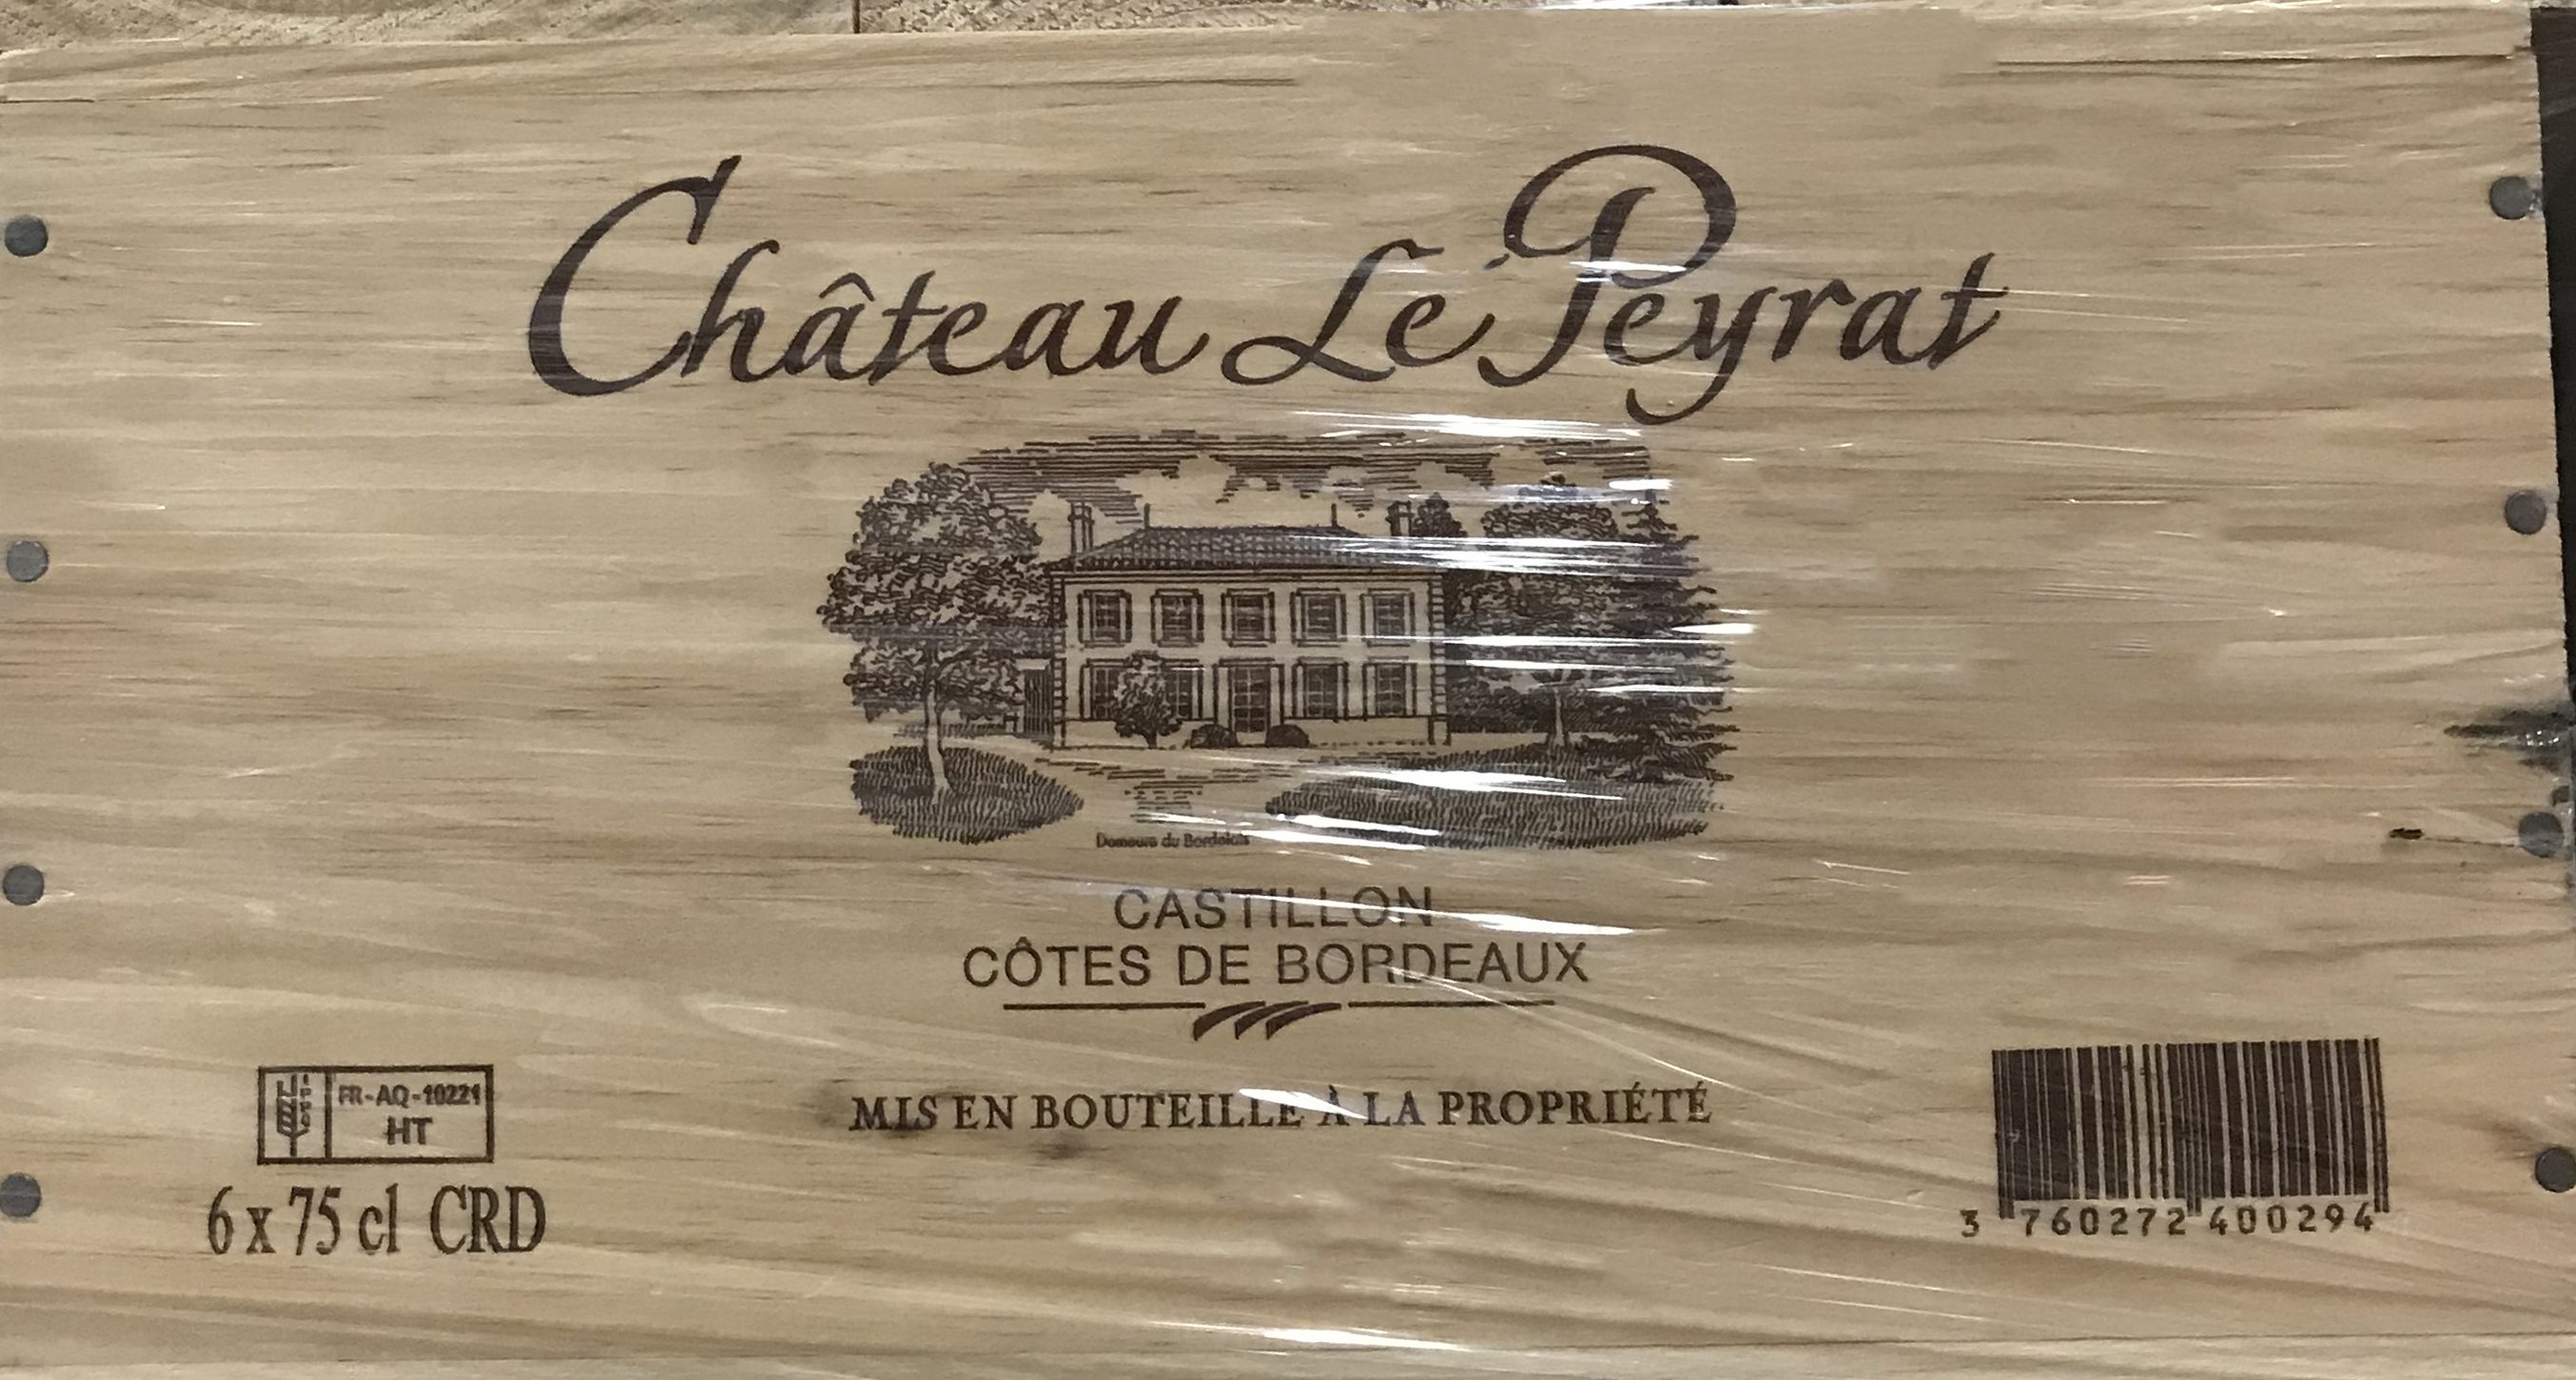 Château Le Peyrat
Demeure du Bordelais
CASTILLON
CÔTES DE BORDEAUX
MIS EN BOUTEILLE À LA PROPRIÉTÉ
FR-AQ-10221
HT
6 x 75 cl CRD
3 760272 400294